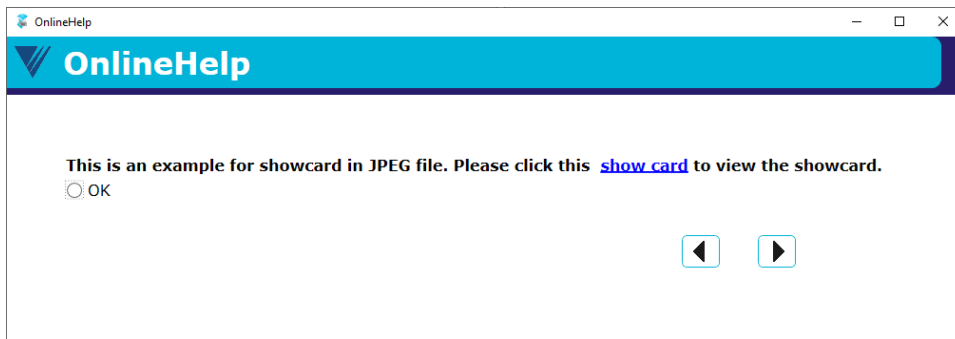 OnlineHelp
OnlineHelp
This is an example for showcard in JPEG file. Please click this show card to view the showcard.
OK